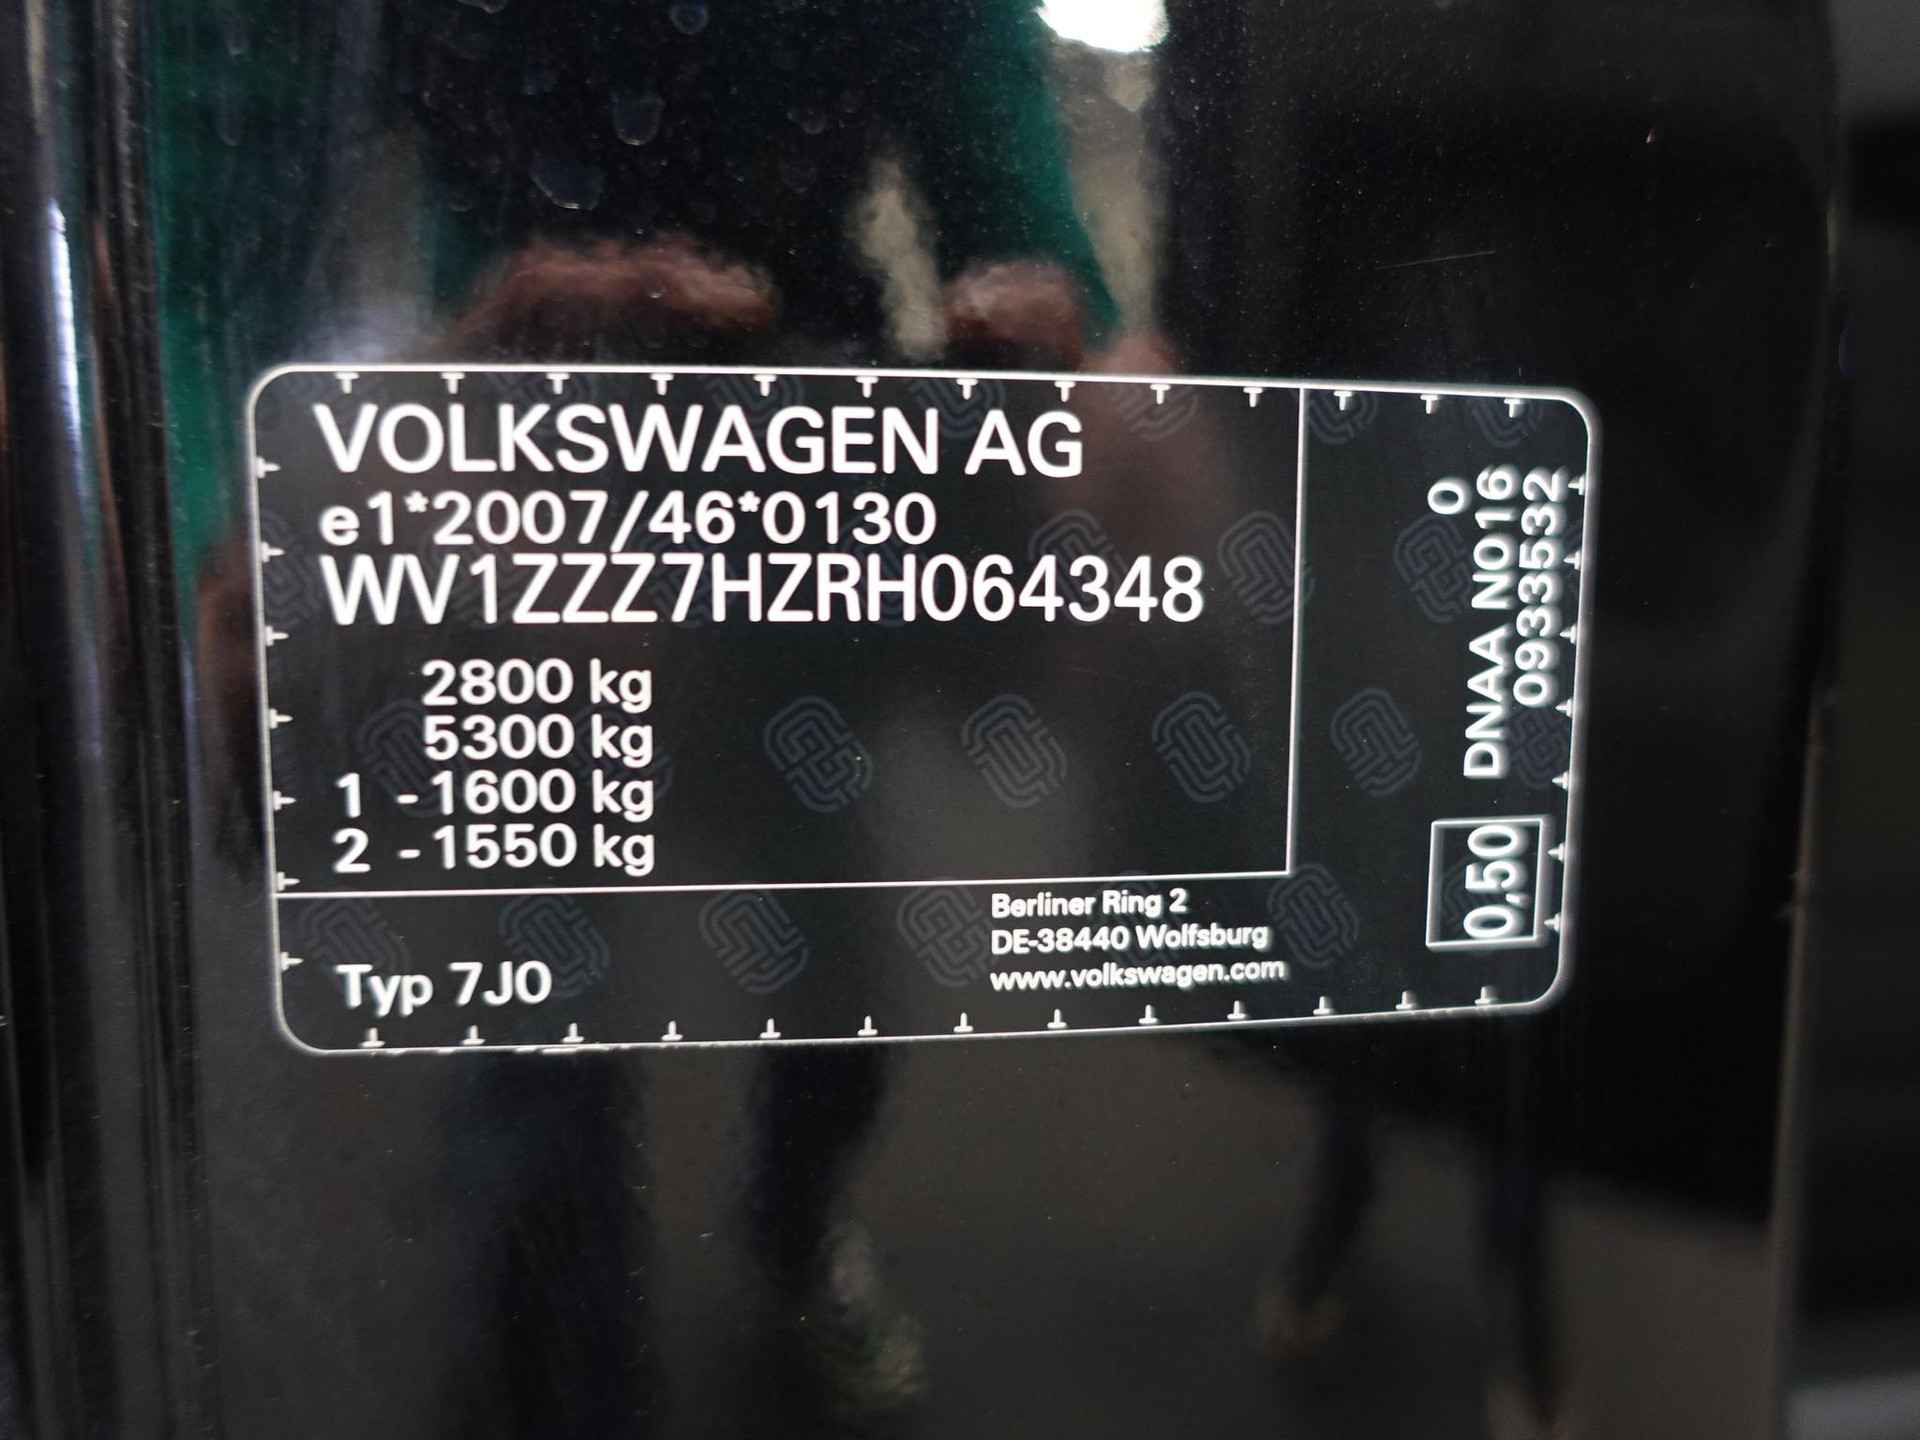 VOLKSWAGEN AG
e1*2007/46*0130
WV1ZZZ7HZRH064348
2800 kg
5300 kg
1 -1600 kg
2 -1550 kg
Typ 7J0
Berliner Ring 2
DE-38440 Wolfsburg
www.volkswagen.com
0
DNAA N016
0933532
0,50